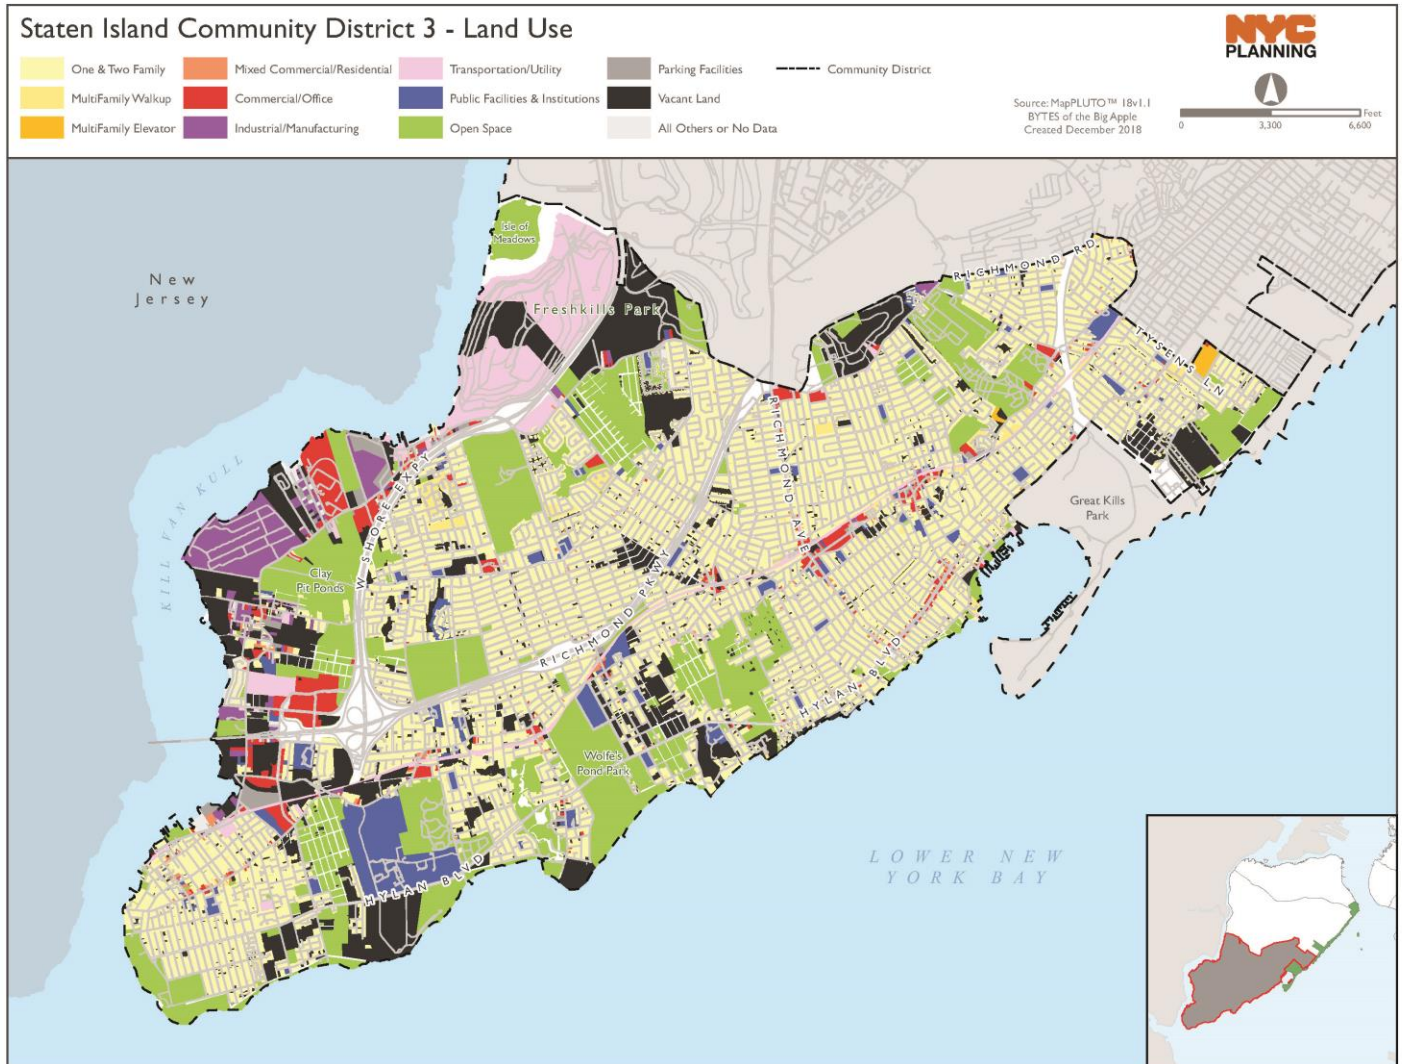 Staten Island Community District 3 - Land Use
One & Two Family
MultiFamily Walkup
MultiFamily Elevator
Mixed Commercial/Residential
Commercial/Office
Industrial/Manufacturing
Transportation/Utility
Public Facilities & Institutions
Open Space
Parking Facilities
Vacant Land
All Others or No Data
Community District
Source: MapPLUTO™ 18v1.1
BYTES of the Big Apple
Created December 2018
NYC
PLANNING
Feet
0 3,300 6,600
Isle of
Meadows
New
Jersey
Freshkills Park
RICHMOND RD
TYSENS LN
RICHMOND AVE
W SHORE EXPY
KILL VAN KULL
Great Kills
Park
Clay
Pit Ponds
RICHMOND PKWY
HYLAN BLVD
Wolfe's
Pond Park
HYLAN BLVD
LOWER NEW
YORK BAY